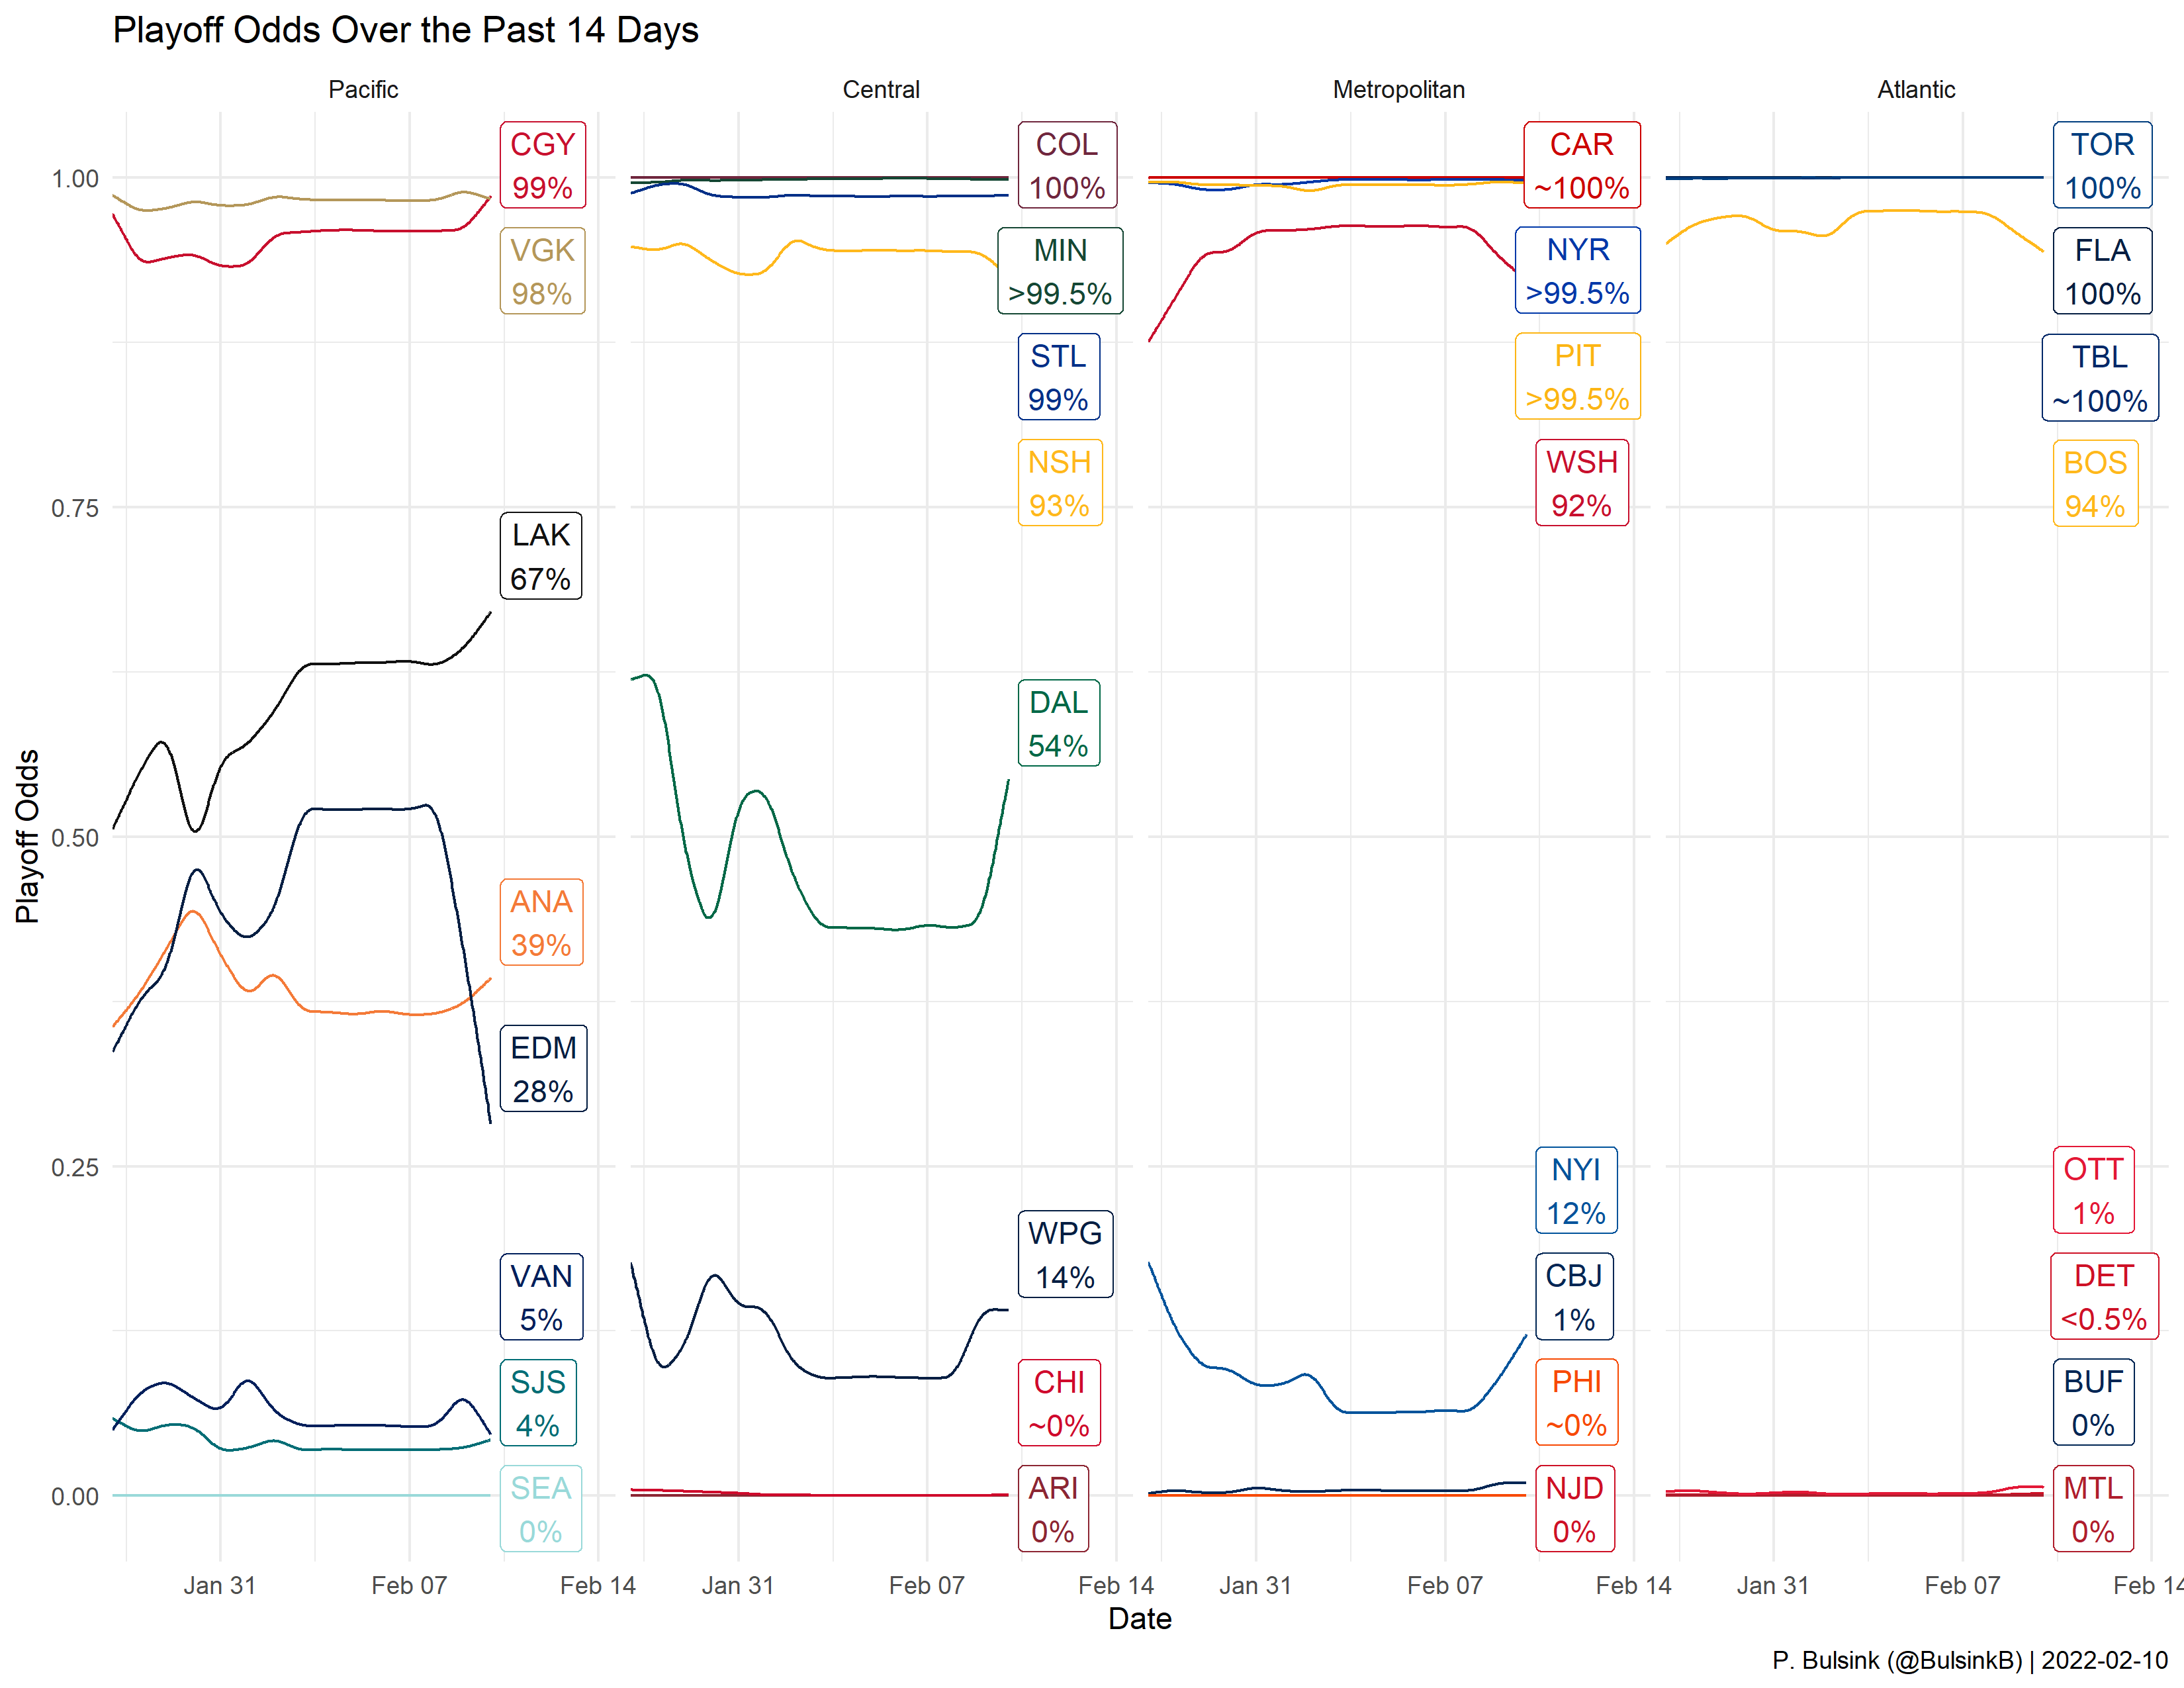 Playoff Odds Over the Past 14 Days
Pacific
Central
Metropolitan
Atlantic
Playoff Odds
1.00
0.75
0.50
0.25
0.00
CGY
99%
VGK
98%
LAK
67%
ANA
39%
EDM
28%
VAN
5%
SJS
4%
SEA
0%
COL
100%
MIN
>99.5%
STL
99%
NSH
93%
DAL
54%
WPG
14%
CHI
~0%
ARI
0%
CAR
~100%
NYR
>99.5%
PIT
>99.5%
WSH
92%
NYI
12%
CBJ
1%
PHI
~0%
NJD
0%
TOR
100%
FLA
100%
TBL
~100%
BOS
94%
OTT
1%
DET
<0.5%
BUF
0%
MTL
0%
Jan 31
Feb 07
Feb 14
Jan 31
Feb 07
Feb 14
Jan 31
Feb 07
Feb 14
Jan 31
Feb 07
Feb 14
Date
P. Bulsink (@BulsinkB) | 2022-02-10